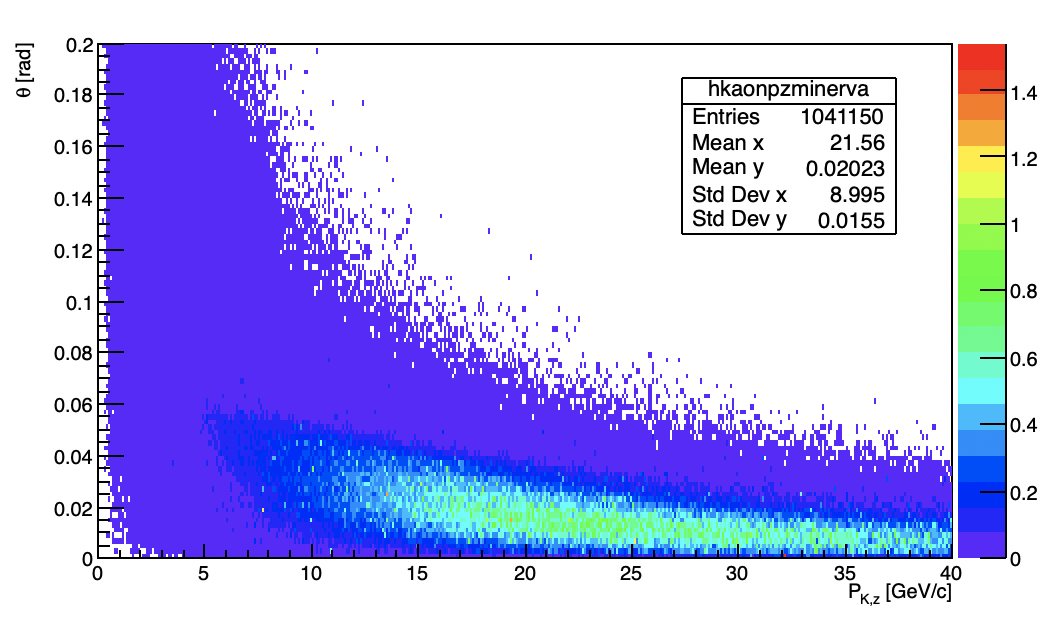 θ [rad]
0.2
0.18
0.16
0.14
0.12
0.1
0.08
0.06
0.04
0.02
0
0 5 10 15 20 25 30 35 40
P_K,z [GeV/c]
hkaonpzminerva
Entries 1041150
Mean x 21.56
Mean y 0.02023
Std Dev x 8.995
Std Dev y 0.0155
1.4
1.2
1
0.8
0.6
0.4
0.2
0